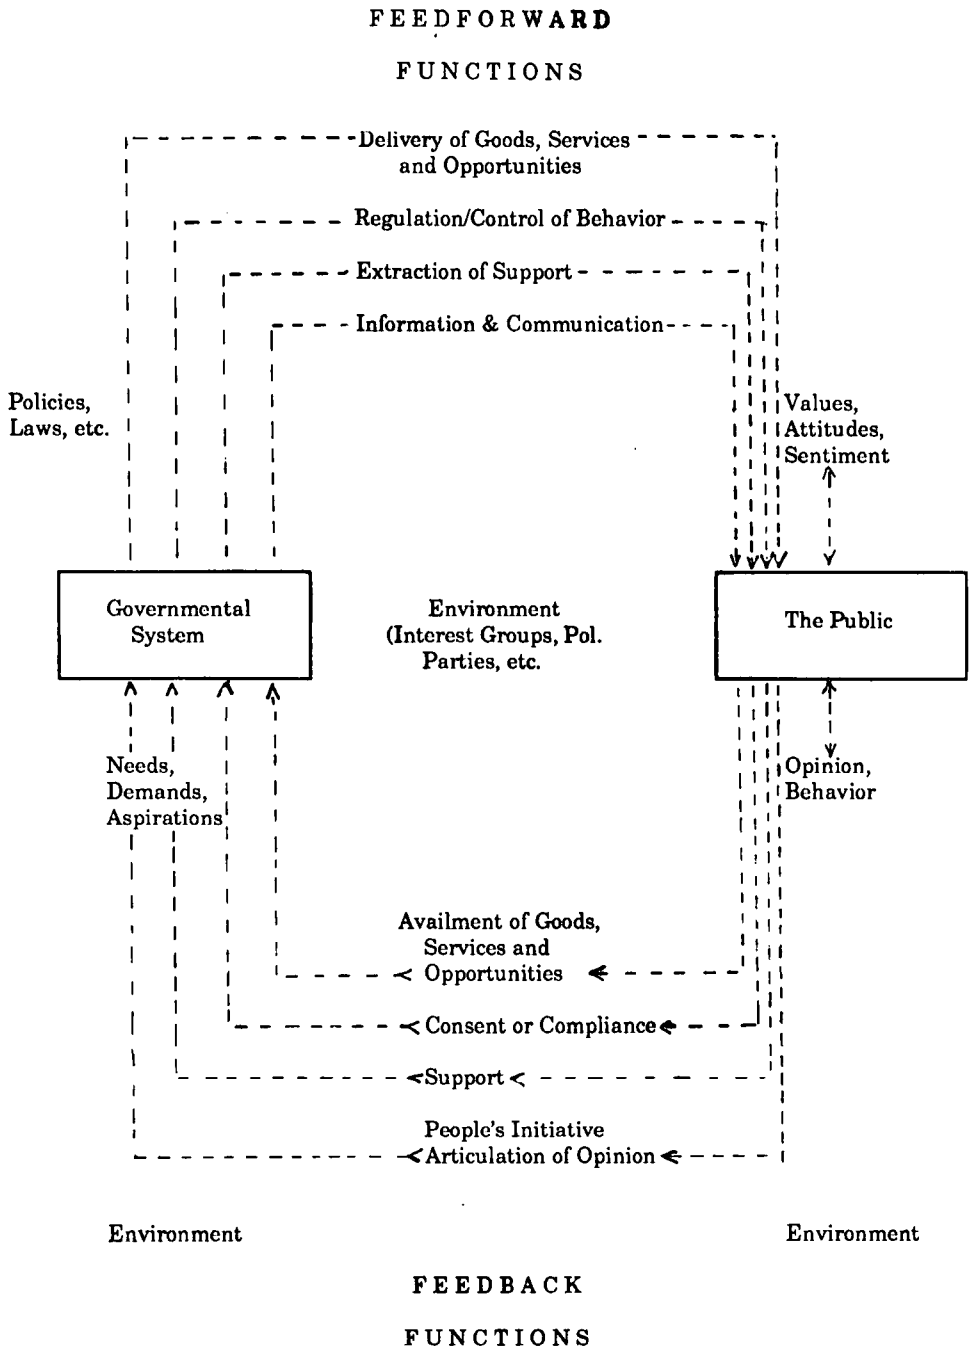 FEEDFORWARD
FUNCTIONS
Delivery of Goods, Services
and Opportunities
Regulation/Control of Behavior
Extraction of Support
Information & Communication
Policies,
Laws, etc.
Values,
Attitudes,
Sentiment
Governmental
System
Environment
(Interest Groups, Pol.
Parties, etc.
The Public
Needs,
Demands,
Aspirations
Opinion,
Behavior
Availment of Goods,
Services and
Opportunities
Consent or Compliance
Support
People's Initiative
Articulation of Opinion
Environment
Environment
FEEDBACK
FUNCTIONS